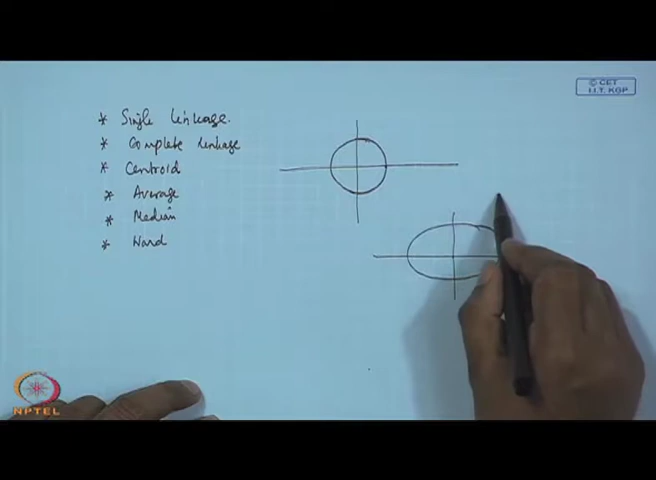 © CET
I.I.T. KGP
* Single Linkage.
* Complete Linkage
* Centroid
* Average
* Median
* Ward
NPTEL